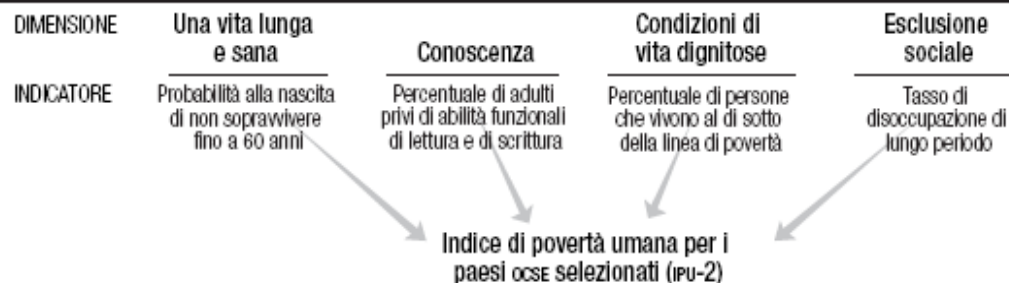 DIMENSIONE
Una vita lunga
e sana
Conoscenza
Condizioni di
vita dignitose
Esclusione
sociale
INDICATORE
Probabilità alla nascita
di non sopravvivere
fino a 60 anni
Percentuale di adulti
privi di abilità funzionali
di lettura e di scrittura
Percentuale di persone
che vivono al di sotto
della linea di povertà
Tasso di
disoccupazione di
lungo periodo
Indice di povertà umana per i
paesi OCSE selezionati (IPU-2)